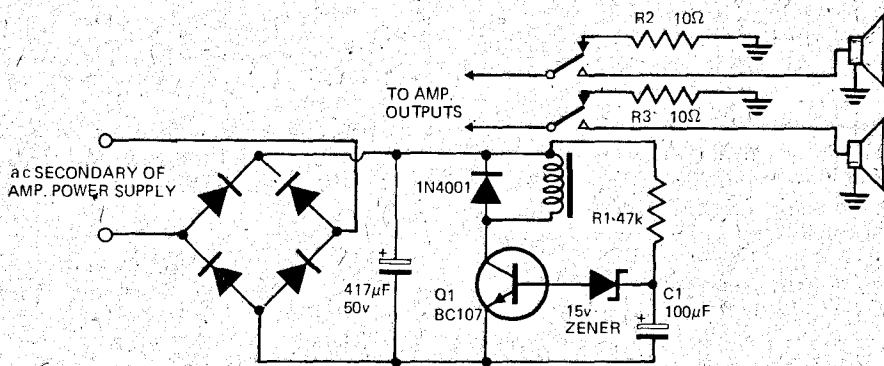 R2 10Ω
TO AMP.
OUTPUTS
R3 10Ω
ac SECONDARY OF
AMP. POWER SUPPLY
1N4001
R1 47k
417µF
50v
Q1
BC107
15v
ZENER
C1
100µF
+
+